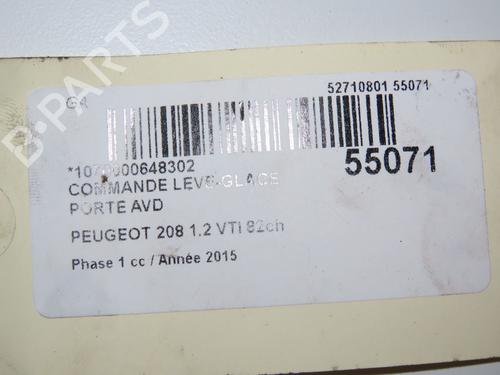 B-PARTS
G4
52710801 55071
*1070000648302
55071
COMMANDE LEVE-GLACE
PORTE AVD
PEUGEOT 208 1.2 VTI 82ch
Phase 1 cc / Année 2015